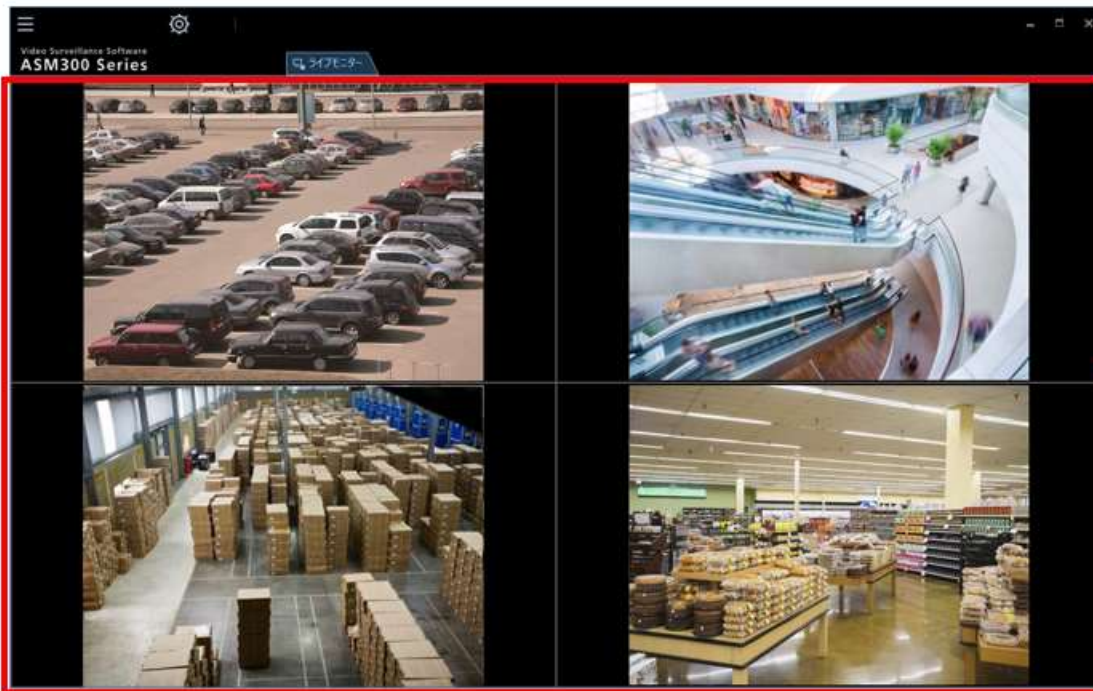 Video Surveillance Software
ASM300 Series
ライブモニター